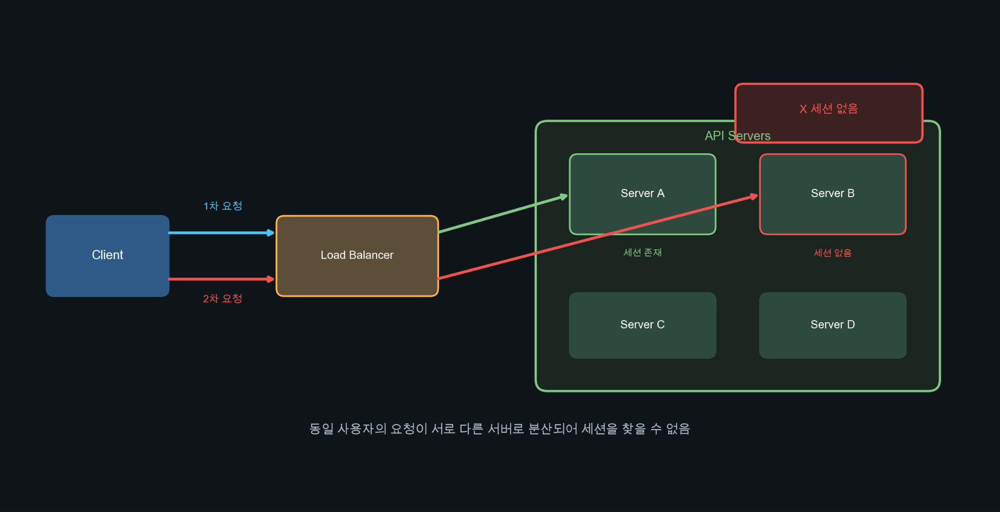 X 세션 없음
API Servers
Server A
Server B
1차 요청
Client
Load Balancer
세션 존재
세션 없음
2차 요청
Server C
Server D
동일 사용자의 요청이 서로 다른 서버로 분산되어 세션을 찾을 수 없음